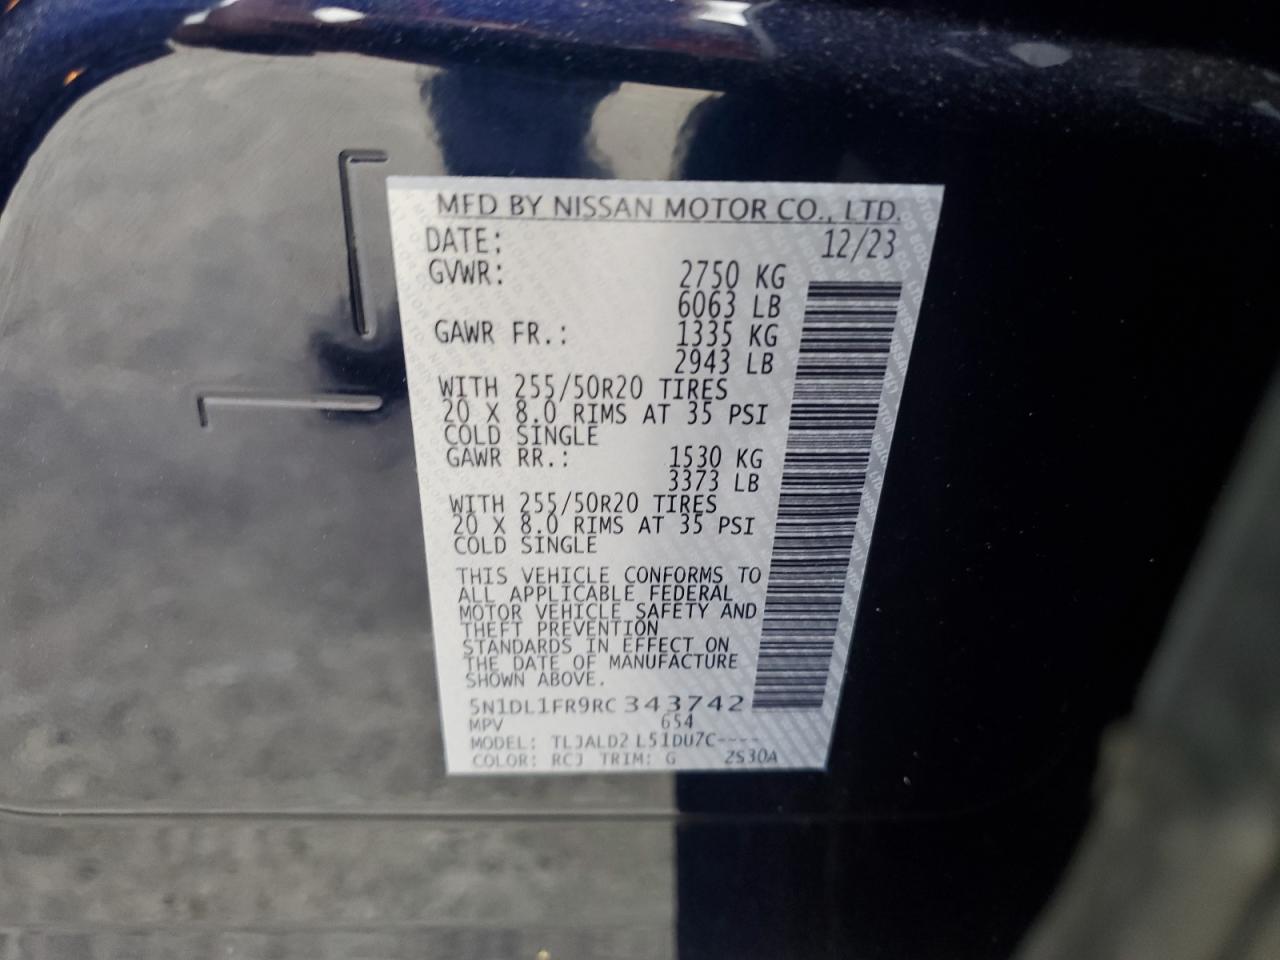 MFD BY NISSAN MOTOR CO., LTD.
DATE: 12/23
GVWR: 2750 KG
6063 LB
GAWR FR.: 1335 KG
2943 LB
WITH 255/50R20 TIRES
20 X 8.0 RIMS AT 35 PSI
COLD SINGLE
GAWR RR.: 1530 KG
3373 LB
WITH 255/50R20 TIRES
20 X 8.0 RIMS AT 35 PSI
COLD SINGLE
THIS VEHICLE CONFORMS TO
ALL APPLICABLE FEDERAL
MOTOR VEHICLE SAFETY AND
THEFT PREVENTION
STANDARDS IN EFFECT ON
THE DATE OF MANUFACTURE
SHOWN ABOVE.
5N1DL1FR9RC343742
MPV 654
MODEL: TLJALD2 L51DU7C----
COLOR: RCJ TRIM: G ZS30A